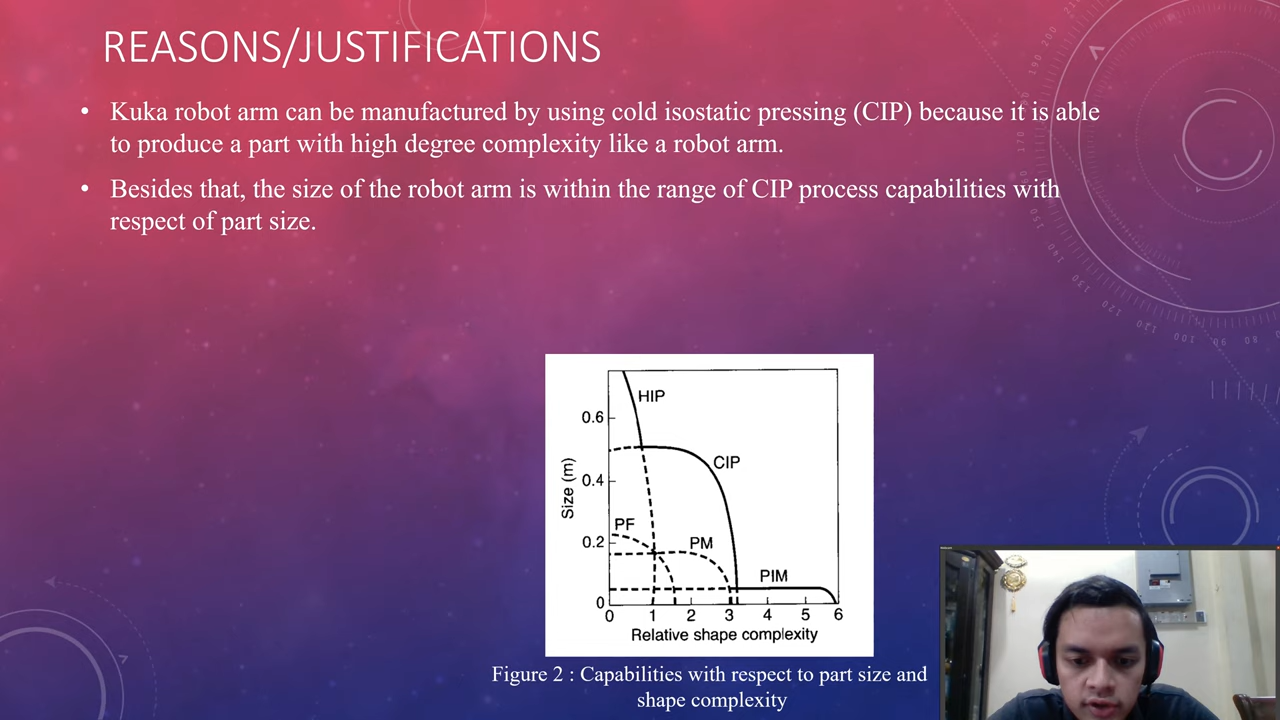 REASONS/JUSTIFICATIONS
• Kuka robot arm can be manufactured by using cold isostatic pressing (CIP) because it is able
to produce a part with high degree complexity like a robot arm.
• Besides that, the size of the robot arm is within the range of CIP process capabilities with
respect of part size.
HIP
0.6
CIP
0.4
Size (m)
PF
0.2
PM
PIM
0
0 1 2 3 4 5 6
Relative shape complexity
Figure 2 : Capabilities with respect to part size and
shape complexity